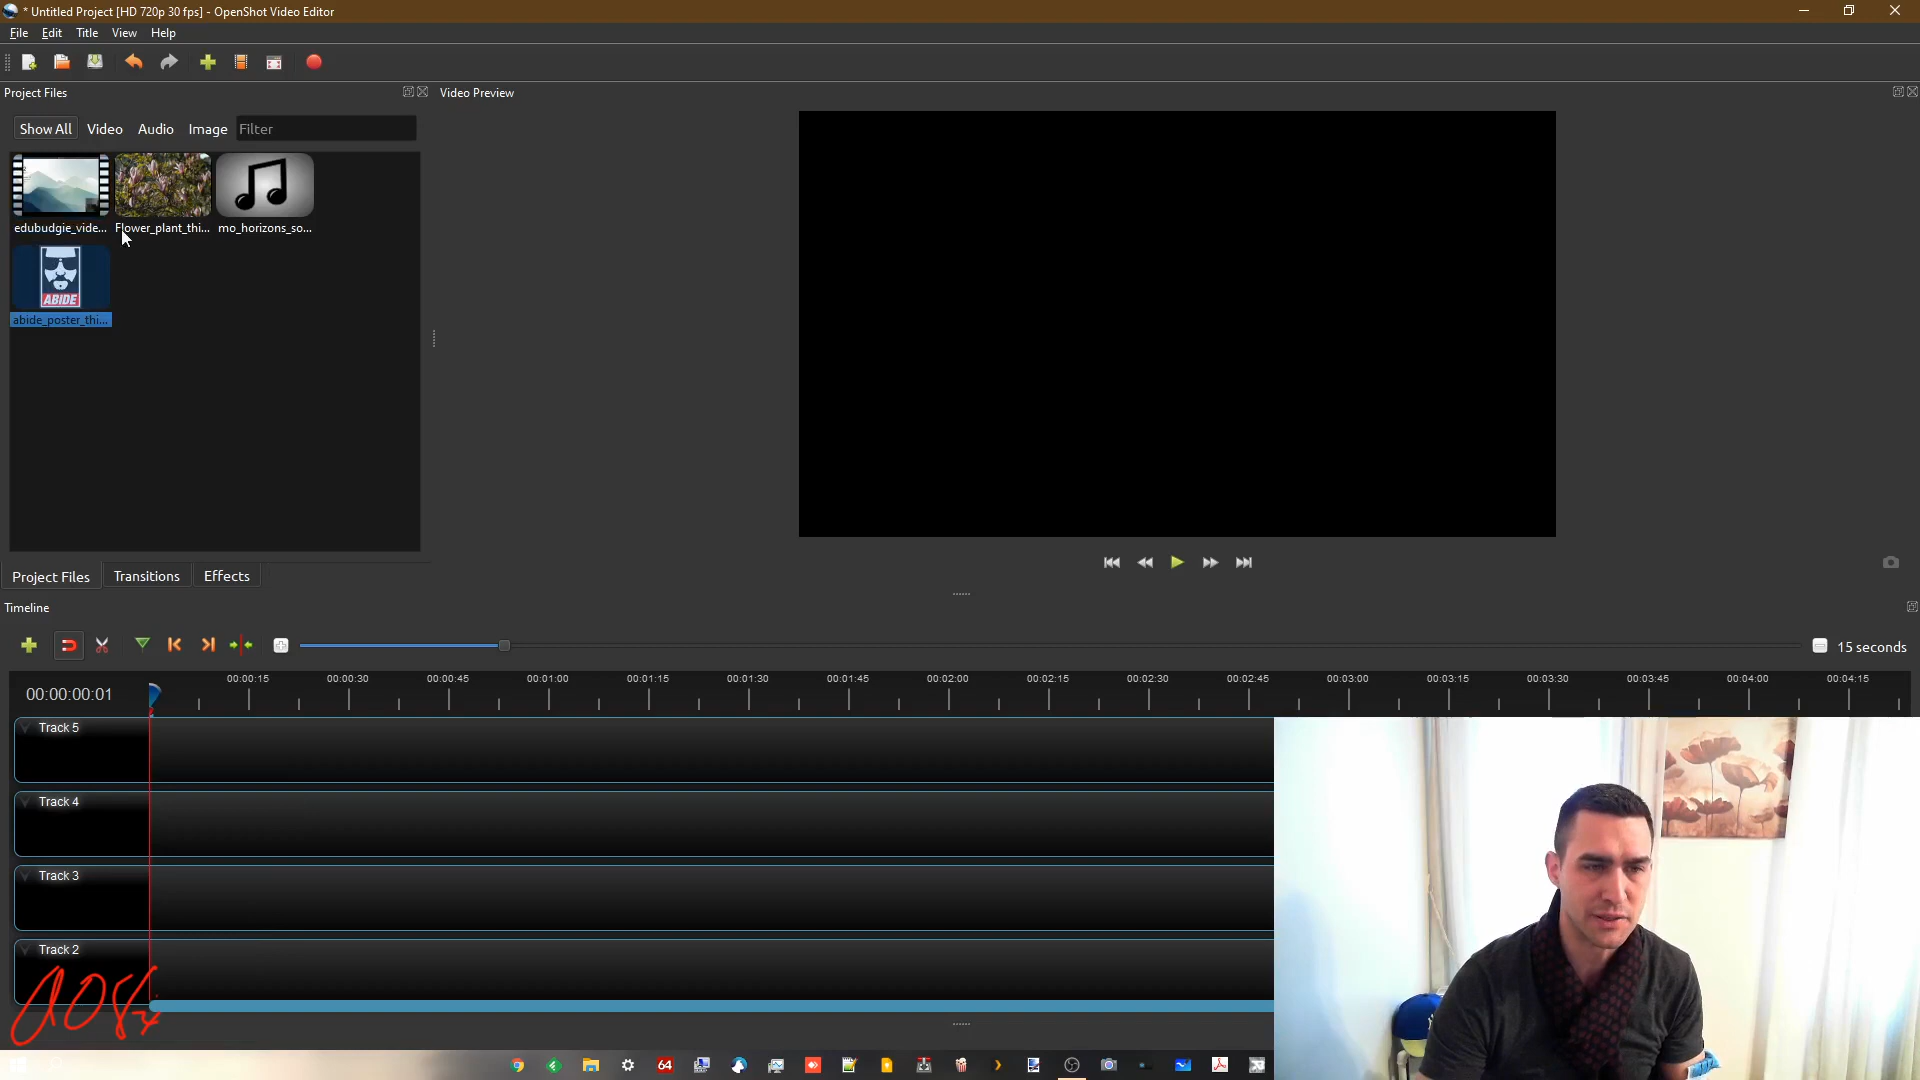 * Untitled Project [HD 720p 30 fps] - OpenShot Video Editor
File Edit Title View Help
Project Files
Video Preview
Show All Video Audio Image Filter
edubudgie_vide... Flower_plant_thi... mo_horizons_so...
ABIDE
abide_poster_thi...
Project Files Transitions Effects
Timeline
15 seconds
00:00:00:01
00:00:15 00:00:30 00:00:45 00:01:00 00:01:15 00:01:30 00:01:45 00:02:00 00:02:15 00:02:30 00:02:45 00:03:00 00:03:15 00:03:30 00:03:45 00:04:00 00:04:15
Track 5
Track 4
Track 3
Track 2
64